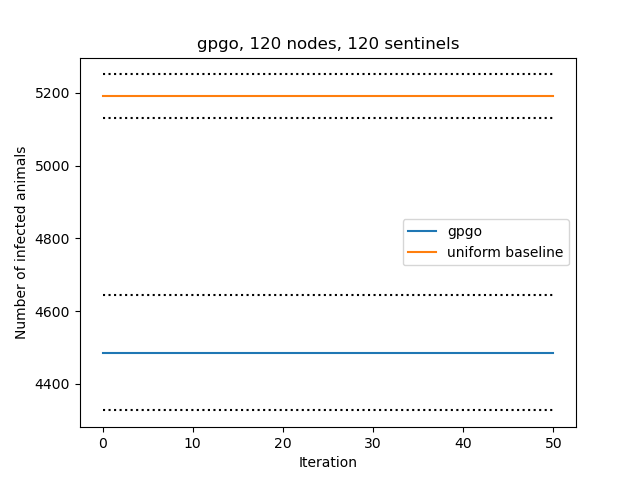 gpgo, 120 nodes, 120 sentinels
5200
5000
4800
4600
4400
Number of infected animals
gpgo
uniform baseline
0 10 20 30 40 50
Iteration